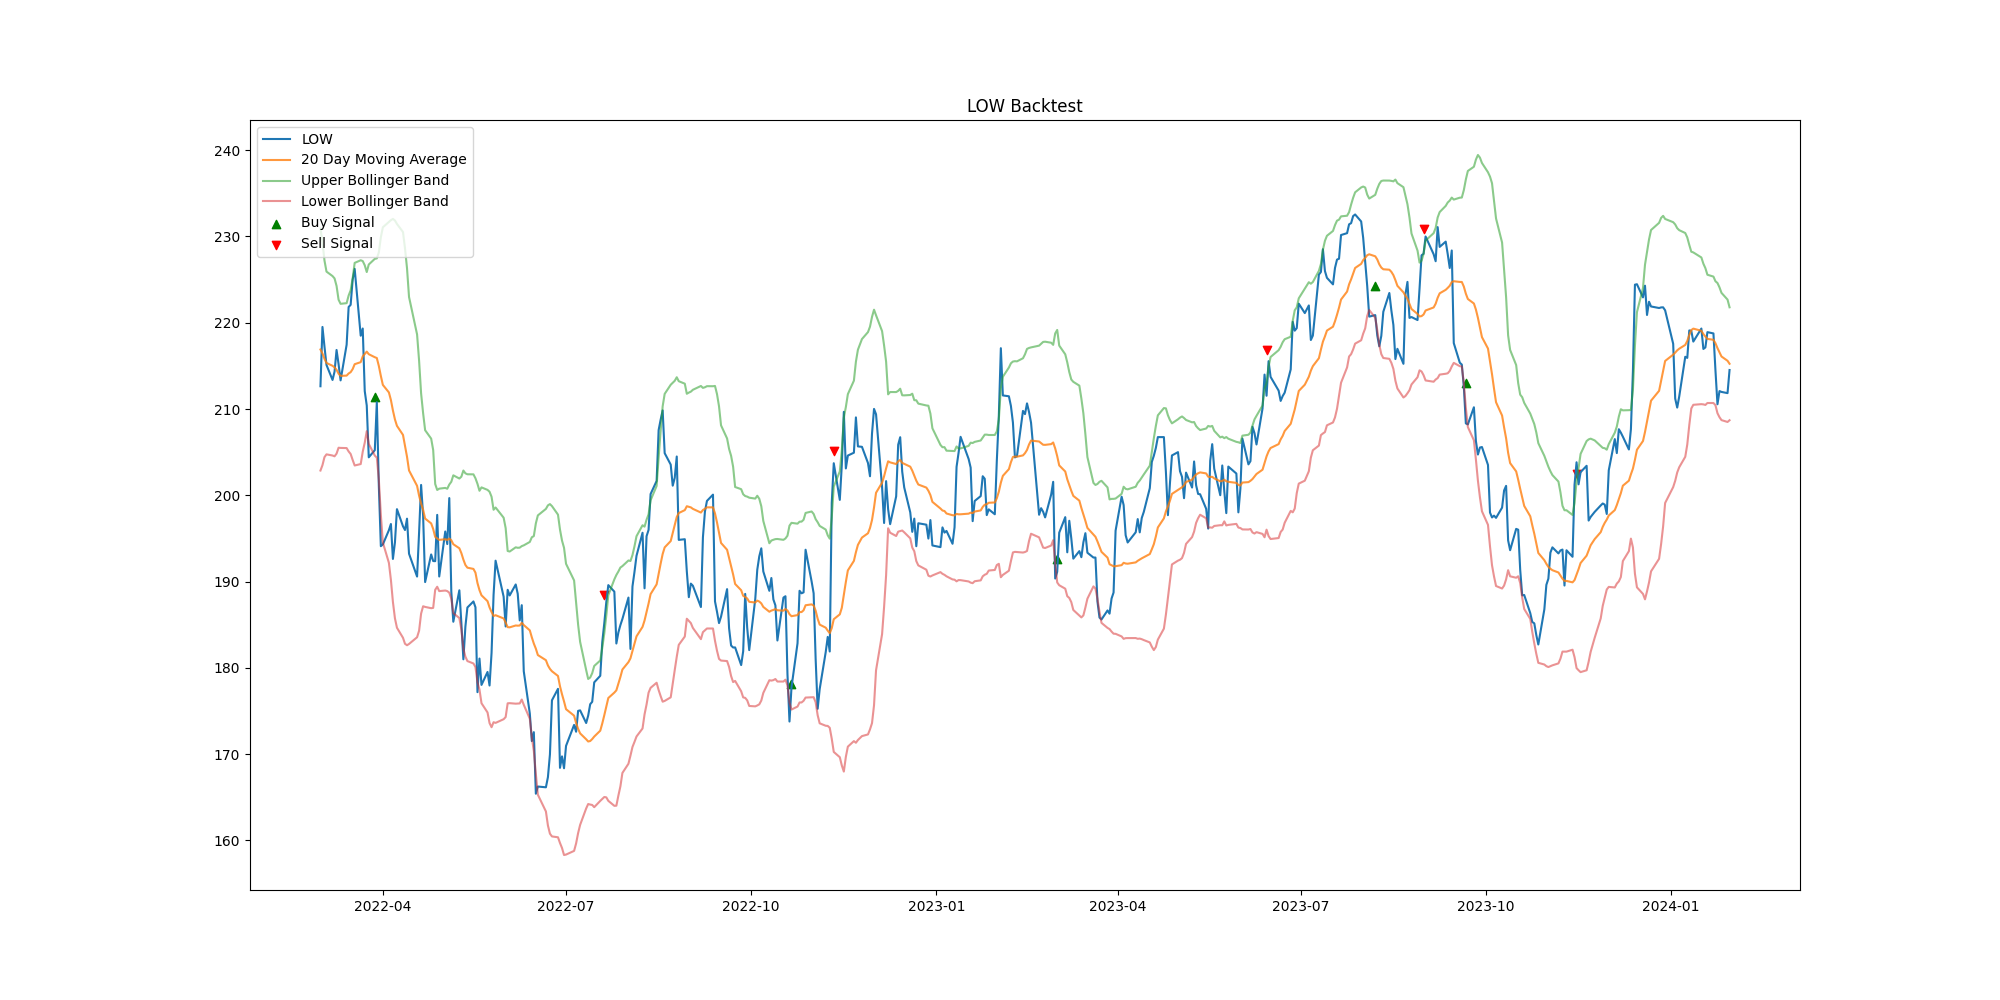 LOW Backtest
LOW
20 Day Moving Average
Upper Bollinger Band
Lower Bollinger Band
Buy Signal
Sell Signal
240
230
220
210
200
190
180
170
160
2022-04 2022-07 2022-10 2023-01 2023-04 2023-07 2023-10 2024-01